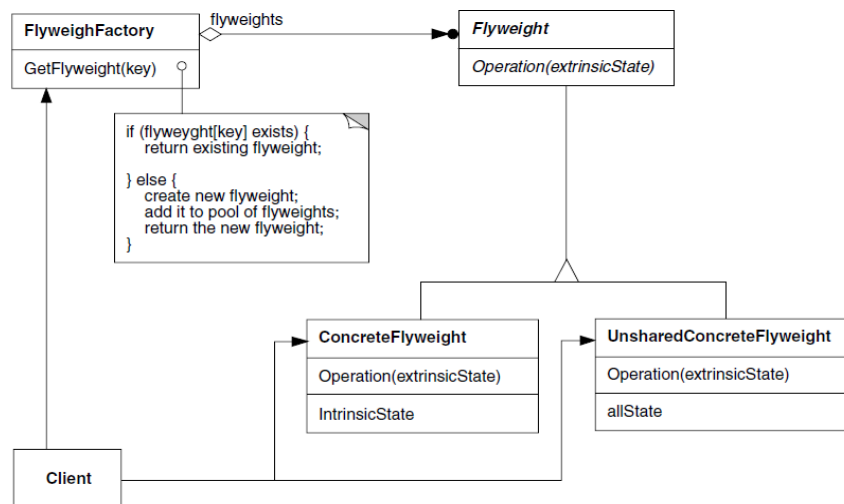 flyweights
FlyweighFactory
GetFlyweight(key)
Flyweight
Operation(extrinsicState)
if (flyweyght[key] exists) {
return existing flyweight;
} else {
create new flyweight;
add it to pool of flyweights;
return the new flyweight;
}
ConcreteFlyweight
Operation(extrinsicState)
IntrinsicState
UnsharedConcreteFlyweight
Operation(extrinsicState)
allState
Client